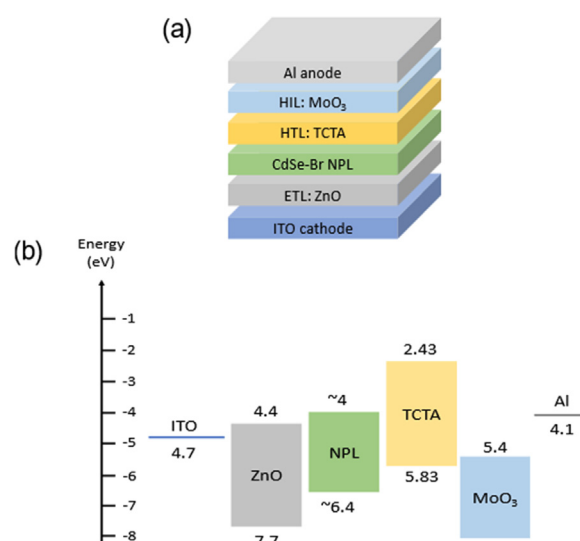 (a)
Al anode
HIL: MoO₃
HTL: TCTA
CdSe-Br NPL
ETL: ZnO
ITO cathode
(b)
Energy
(eV)
-1
-2
-3
-4
-5
-6
-7
-8
ITO
4.7
4.4
ZnO
7.7
~4
NPL
~6.4
2.43
TCTA
5.83
5.4
MoO₃
Al
4.1